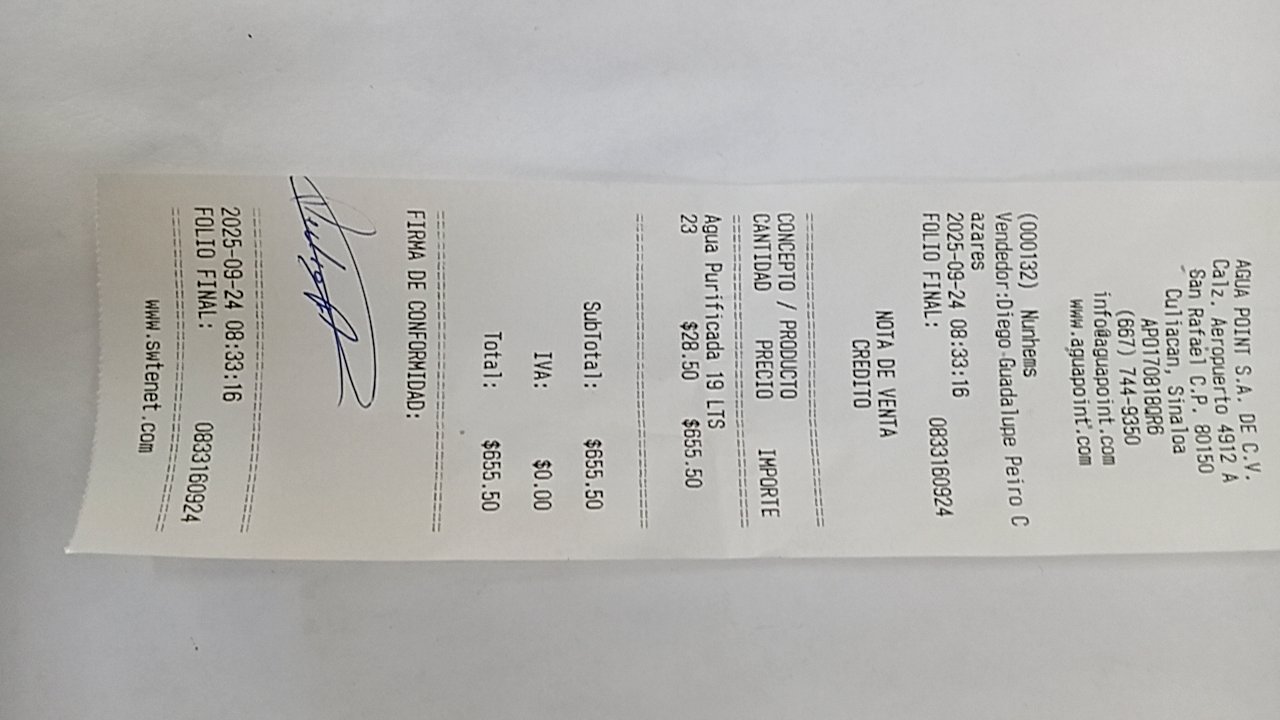 AGUA POINT S.A. DE C.V.
Calz. Aeropuerto 4912 A
San Rafael C.P. 80150
Culiacan, Sinaloa
APO170818QR6
(667) 744-9350
info@aguapoint.com
www.aguapoint.com
(000132) Nunhems
Vendedor:Diego Guadalupe Peiro C
azares
2025-09-24 08:33:16
FOLIO FINAL: 0833160924
NOTA DE VENTA
CREDITO
CONCEPTO / PRODUCTO
CANTIDAD PRECIO IMPORTE
Agua Purificada 19 LTS
23 $28.50 $655.50
SubTotal: $655.50
IVA: $0.00
Total: $655.50
FIRMA DE CONFORMIDAD:
2025-09-24 08:33:16
FOLIO FINAL: 0833160924
www.swtenet.com